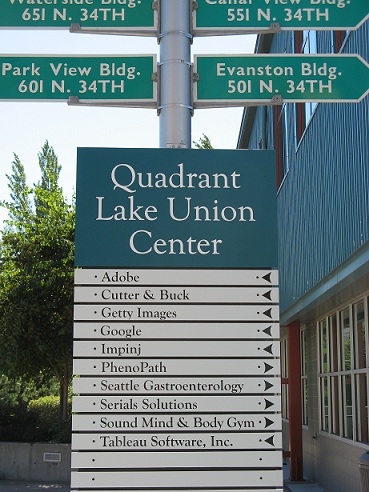 Waterside Bldg.
651 N. 34TH
Canal View Bldg.
551 N. 34TH
Park View Bldg.
601 N. 34TH
Evanston Bldg.
501 N. 34TH
Quadrant
Lake Union
Center
· Adobe
· Cutter & Buck
· Getty Images
· Google
· Impinj
· PhenoPath
· Seattle Gastroenterology
· Serials Solutions
· Sound Mind & Body Gym
· Tableau Software, Inc.